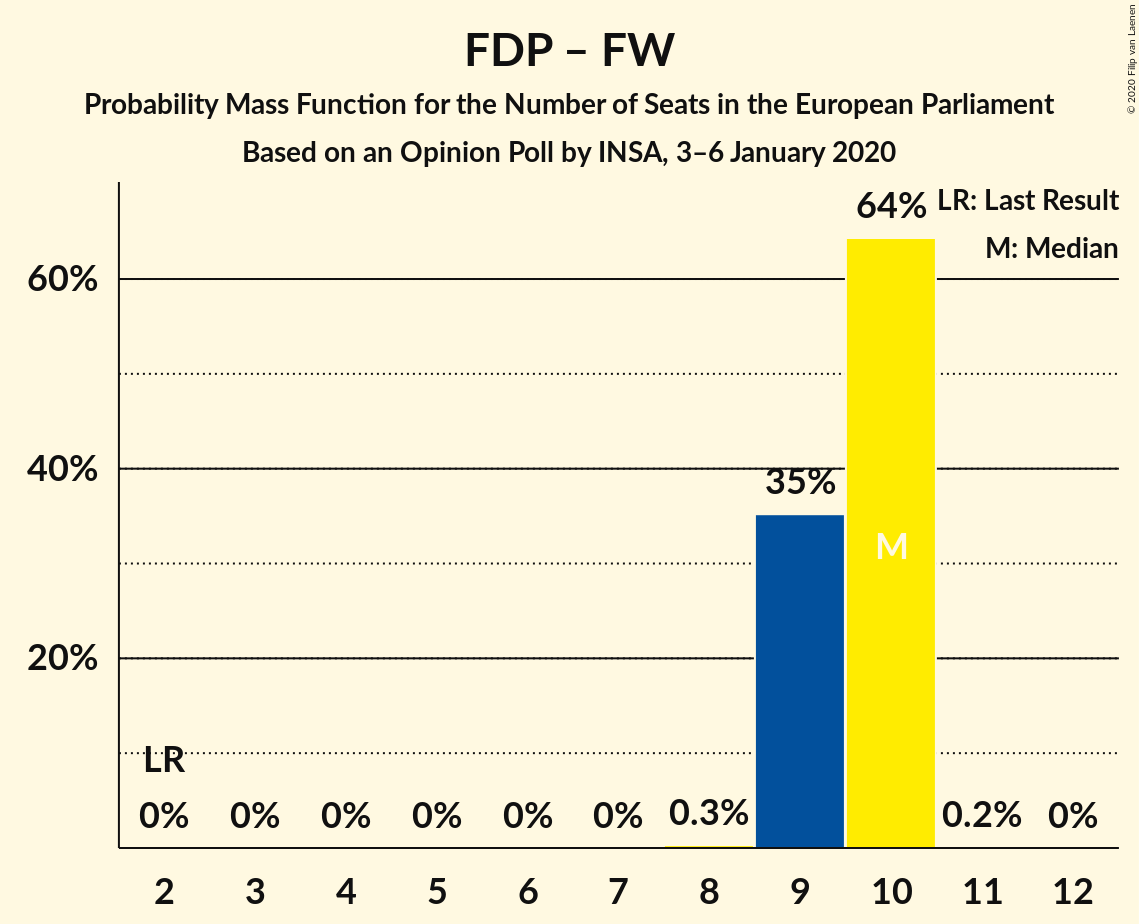 FDP – FW
Probability Mass Function for the Number of Seats in the European Parliament
Based on an Opinion Poll by INSA, 3–6 January 2020
© 2020 Filip van Laenen
LR: Last Result
M: Median
64%
60%
40%
35%
M
20%
LR
0% 0% 0% 0% 0% 0% 0.3% 0.2% 0%
2 3 4 5 6 7 8 9 10 11 12